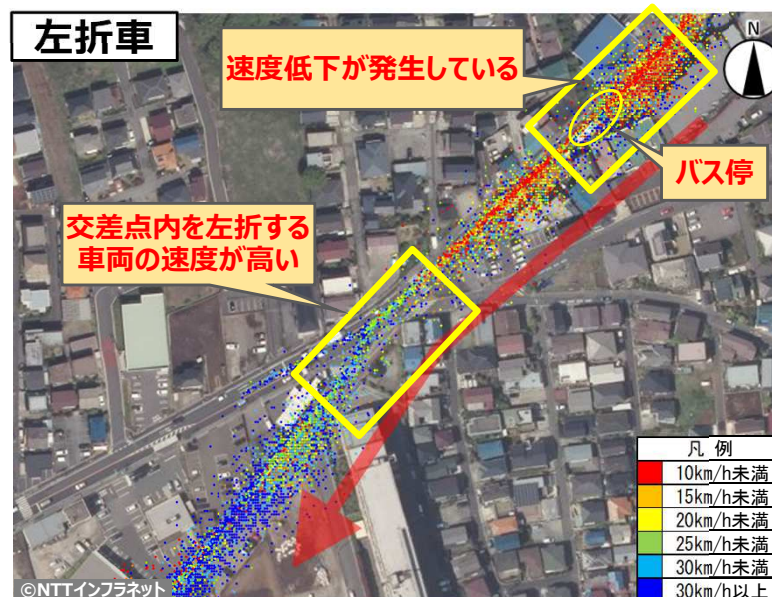 左折車
速度低下が発生している
N
バス停
交差点内を左折する
車両の速度が高い
凡 例
10km/h未満
15km/h未満
20km/h未満
25km/h未満
30km/h未満
30km/h以上
©NTTインフラネット